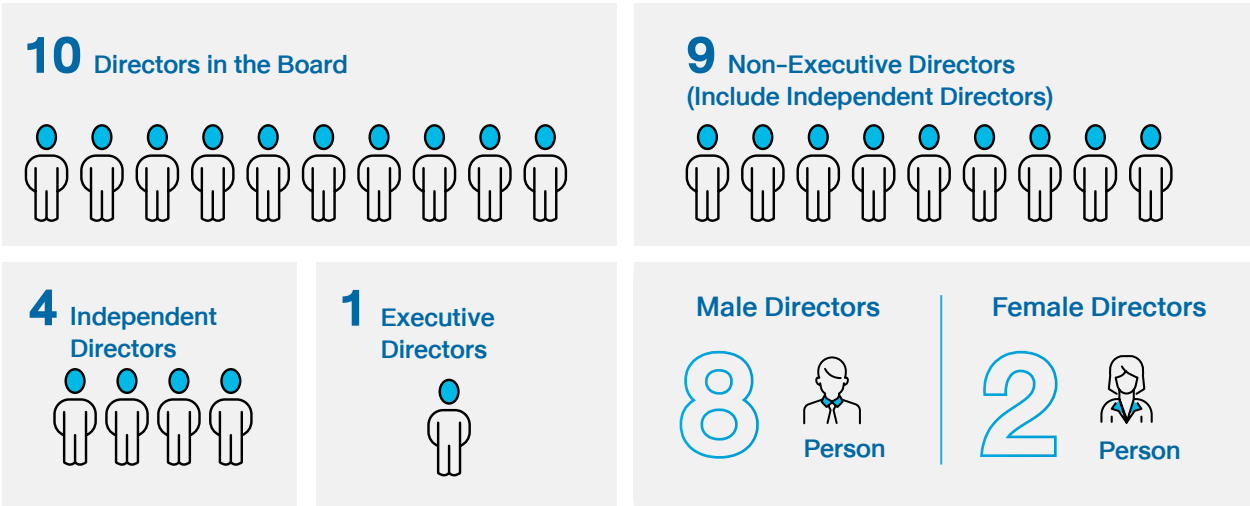 10 Directors in the Board
9 Non-Executive Directors
(Include Independent Directors)
4 Independent
Directors
1 Executive
Directors
Male Directors
8
Person
Female Directors
2
Person